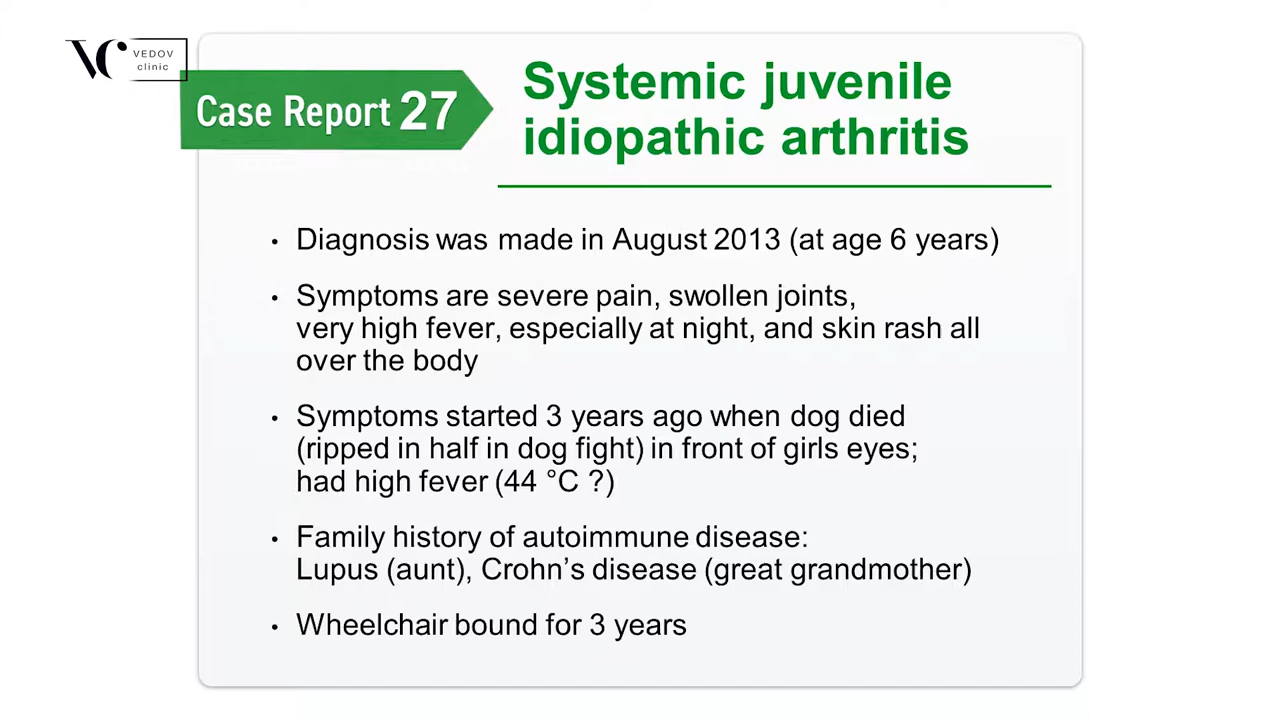 VC VEDOV
clinic
Case Report 27
Systemic juvenile
idiopathic arthritis
• Diagnosis was made in August 2013 (at age 6 years)
• Symptoms are severe pain, swollen joints,
very high fever, especially at night, and skin rash all
over the body
• Symptoms started 3 years ago when dog died
(ripped in half in dog fight) in front of girls eyes;
had high fever (44 °C ?)
• Family history of autoimmune disease:
Lupus (aunt), Crohn’s disease (great grandmother)
• Wheelchair bound for 3 years